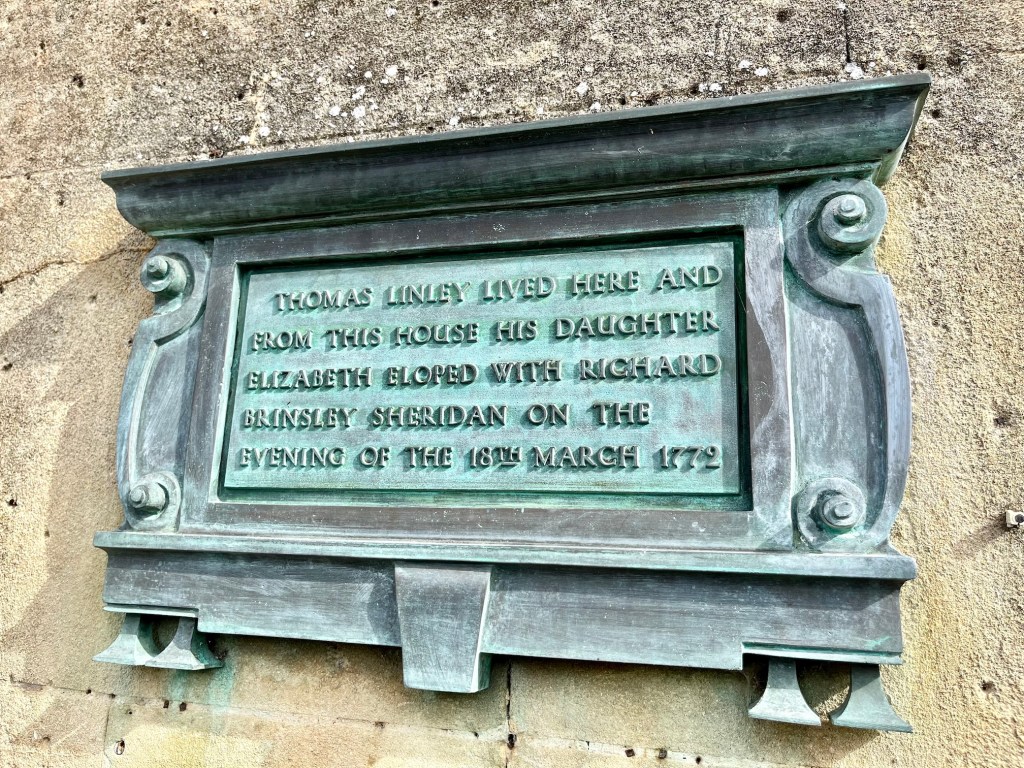 THOMAS LINLEY LIVED HERE AND
FROM THIS HOUSE HIS DAUGHTER
ELIZABETH ELOPED WITH RICHARD
BRINSLEY SHERIDAN ON THE
EVENING OF THE 18TH MARCH 1772